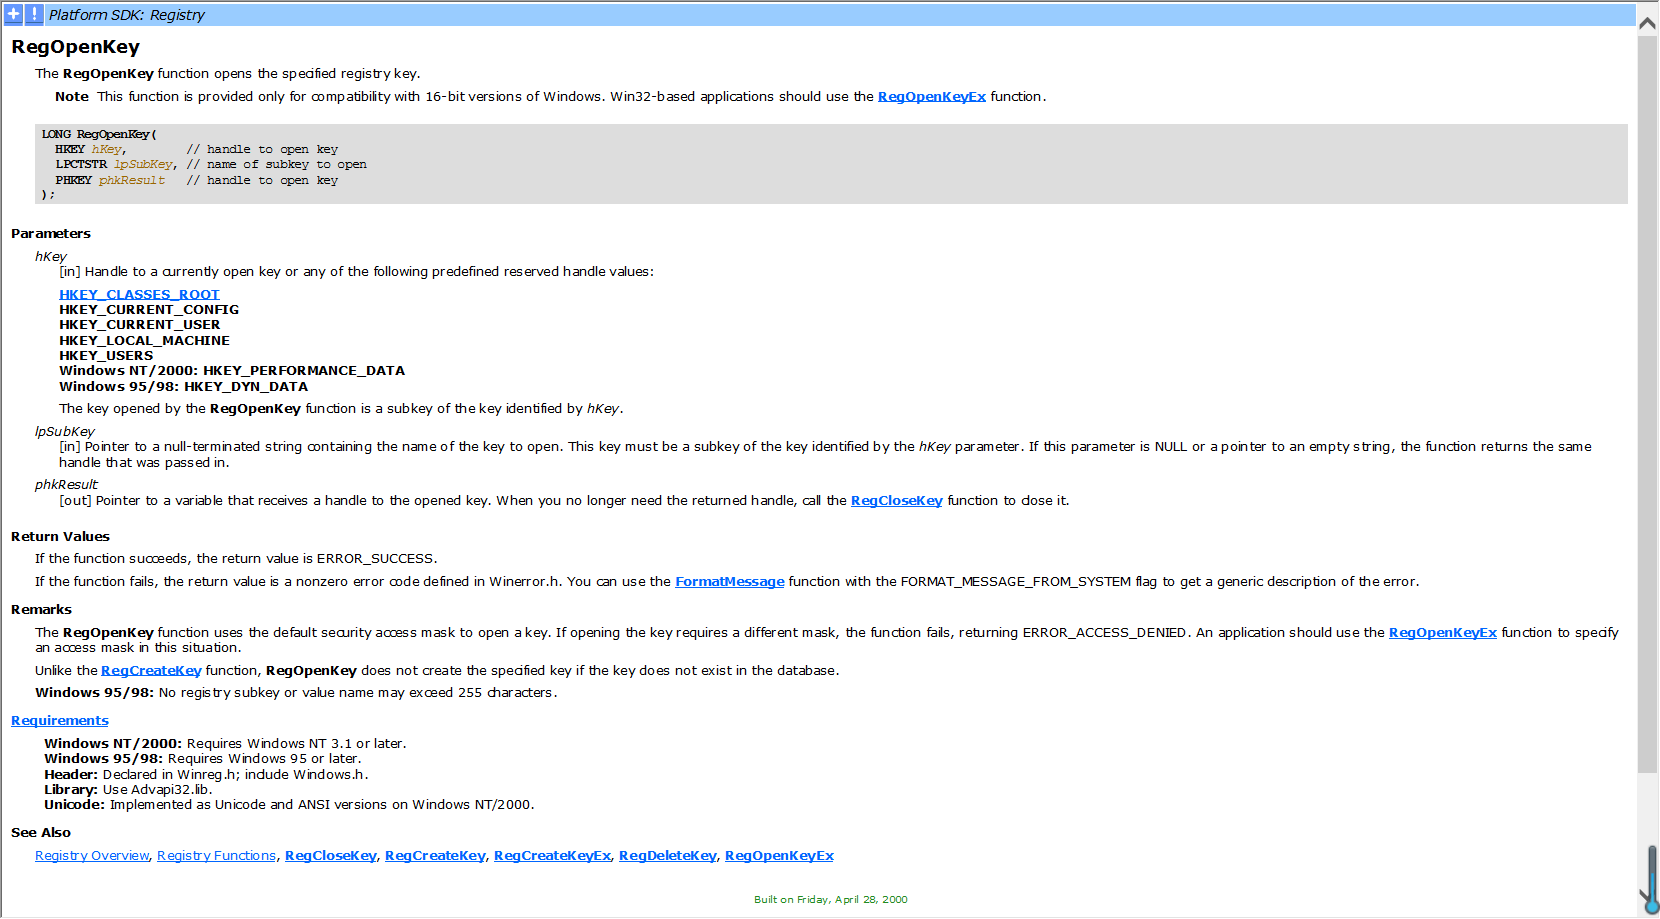 + ! Platform SDK: Registry
RegOpenKey
The RegOpenKey function opens the specified registry key.
Note This function is provided only for compatibility with 16-bit versions of Windows. Win32-based applications should use the RegOpenKeyEx function.
LONG RegOpenKey(
HKEY hKey, // handle to open key
LPCTSTR lpSubKey, // name of subkey to open
PHKEY phkResult // handle to open key
);
Parameters
hKey
[in] Handle to a currently open key or any of the following predefined reserved handle values:
HKEY_CLASSES_ROOT
HKEY_CURRENT_CONFIG
HKEY_CURRENT_USER
HKEY_LOCAL_MACHINE
HKEY_USERS
Windows NT/2000: HKEY_PERFORMANCE_DATA
Windows 95/98: HKEY_DYN_DATA
The key opened by the RegOpenKey function is a subkey of the key identified by hKey.
lpSubKey
[in] Pointer to a null-terminated string containing the name of the key to open. This key must be a subkey of the key identified by the hKey parameter. If this parameter is NULL or a pointer to an empty string, the function returns the same
handle that was passed in.
phkResult
[out] Pointer to a variable that receives a handle to the opened key. When you no longer need the returned handle, call the RegCloseKey function to close it.
Return Values
If the function succeeds, the return value is ERROR_SUCCESS.
If the function fails, the return value is a nonzero error code defined in Winerror.h. You can use the FormatMessage function with the FORMAT_MESSAGE_FROM_SYSTEM flag to get a generic description of the error.
Remarks
The RegOpenKey function uses the default security access mask to open a key. If opening the key requires a different mask, the function fails, returning ERROR_ACCESS_DENIED. An application should use the RegOpenKeyEx function to specify
an access mask in this situation.
Unlike the RegCreateKey function, RegOpenKey does not create the specified key if the key does not exist in the database.
Windows 95/98: No registry subkey or value name may exceed 255 characters.
Requirements
Windows NT/2000: Requires Windows NT 3.1 or later.
Windows 95/98: Requires Windows 95 or later.
Header: Declared in Winreg.h; include Windows.h.
Library: Use Advapi32.lib.
Unicode: Implemented as Unicode and ANSI versions on Windows NT/2000.
See Also
Registry Overview, Registry Functions, RegCloseKey, RegCreateKey, RegCreateKeyEx, RegDeleteKey, RegOpenKeyEx
Built on Friday, April 28, 2000